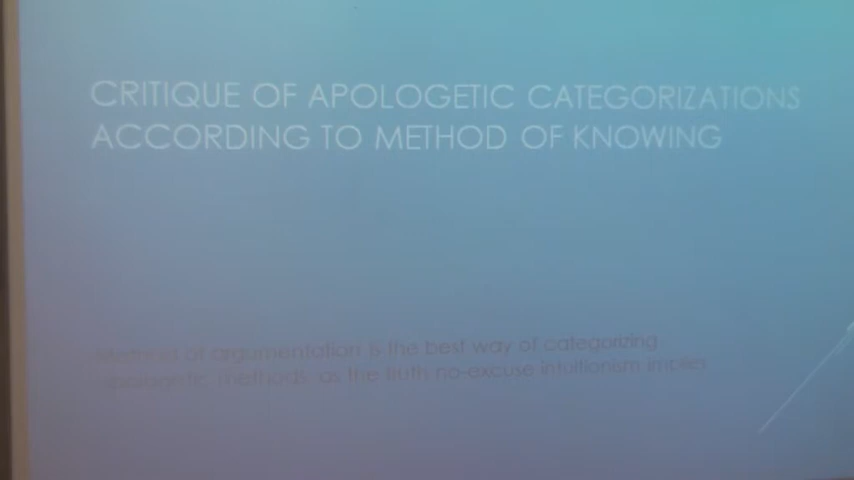 CRITIQUE OF APOLOGETIC CATEGORIZATIONS
ACCORDING TO METHOD OF KNOWING
Method of argumentation is the best way of categorizing
apologetic methods as the truth no-excuse intuitionism implies